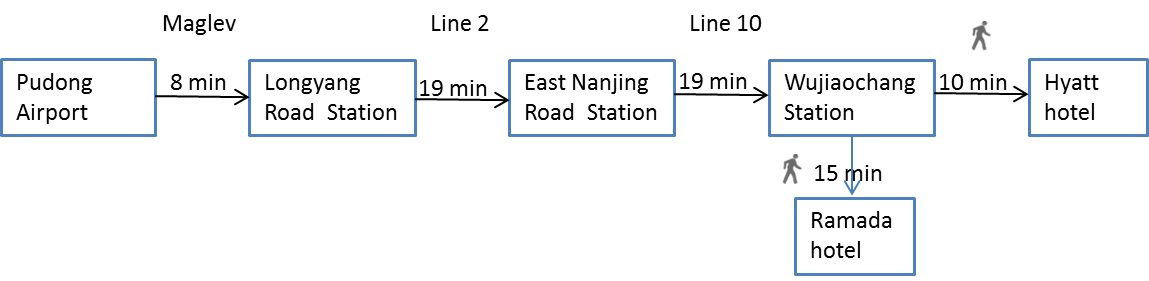 Maglev
Line 2
Line 10
Pudong
Airport
8 min
Longyang
Road Station
19 min
East Nanjing
Road Station
19 min
Wujiaochang
Station
10 min
Hyatt
hotel
15 min
Ramada
hotel